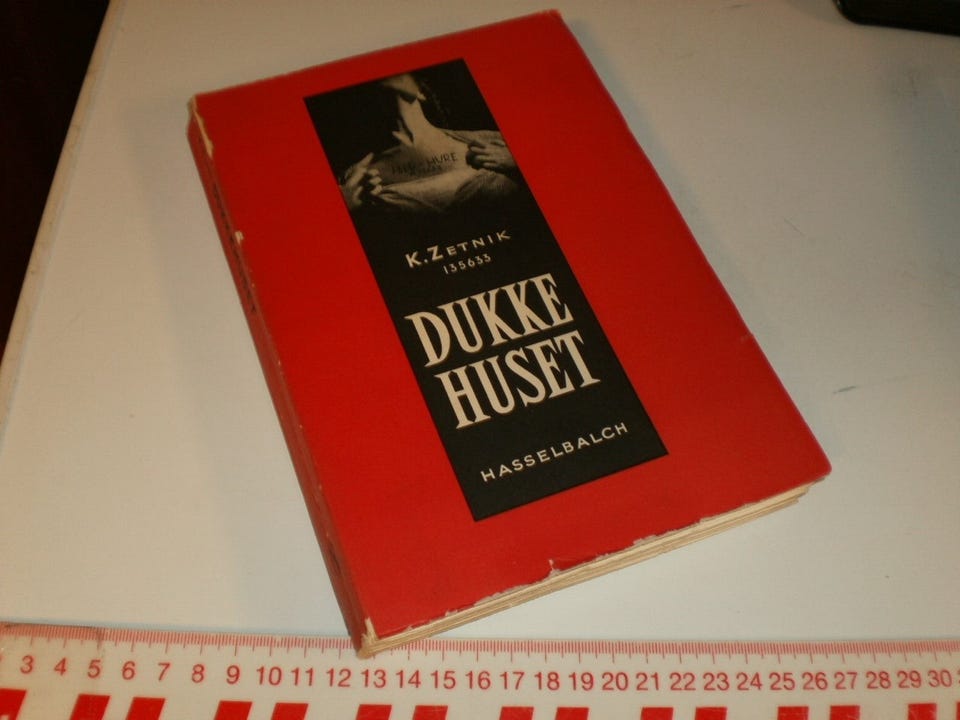 HURE
K. ZETNIK
135633
DUKKE
HUSET
HASSELBALCH
3 4 5 6 7 8 9 10 11 12 13 14 15 16 17 18 19 20 21 22 23 24 25 26 27 28 29 30